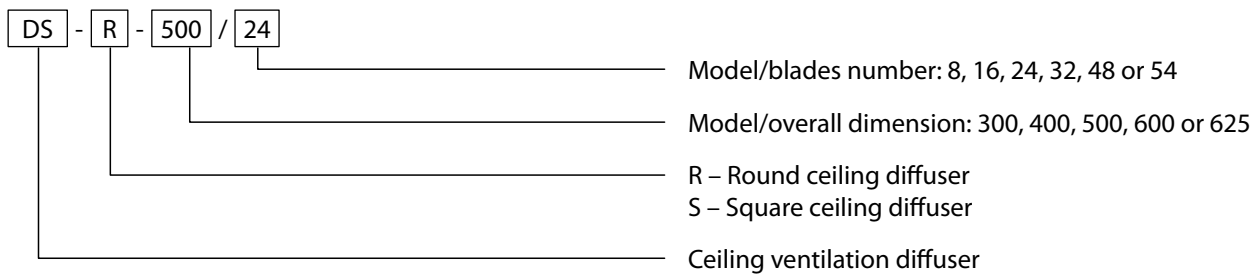 DS - R - 500 / 24
Model/blades number: 8, 16, 24, 32, 48 or 54
Model/overall dimension: 300, 400, 500, 600 or 625
R – Round ceiling diffuser
S – Square ceiling diffuser
Ceiling ventilation diffuser